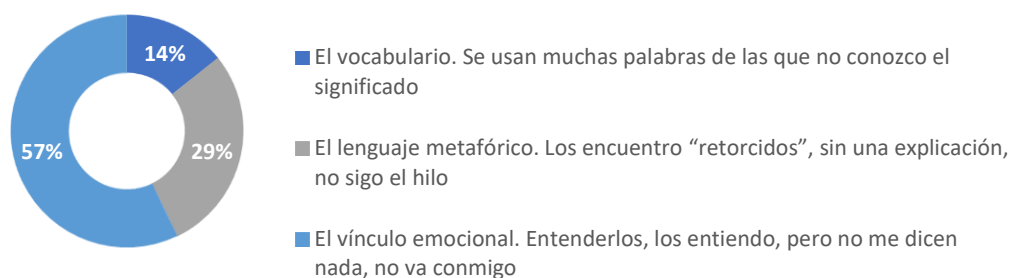 14%
29%
57%
El vocabulario. Se usan muchas palabras de las que no conozco el
significado
El lenguaje metafórico. Los encuentro “retorcidos”, sin una explicación,
no sigo el hilo
El vínculo emocional. Entenderlos, los entiendo, pero no me dicen
nada, no va conmigo